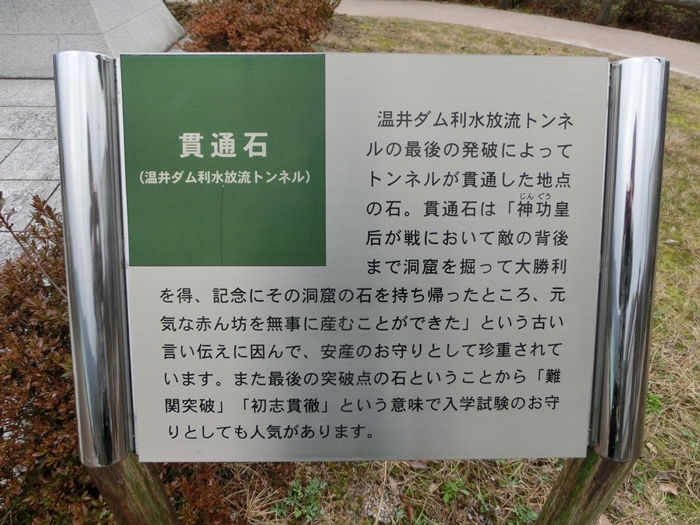 貫通石
（温井ダム利水放流トンネル）
温井ダム利水放流トンネ
ルの最後の発破によって
トンネルが貫通した地点
の石。貫通石は「神功皇
じんぐう
后が戦において敵の背後
まで洞窟を掘って大勝利
を得、記念にその洞窟の石を持ち帰ったところ、元
気な赤ん坊を無事に産むことができた」という古い
言い伝えに因んで、安産のお守りとして珍重されて
います。また最後の突破点の石ということから「難
関突破」「初志貫徹」という意味で入学試験のお守
りとしても人気があります。